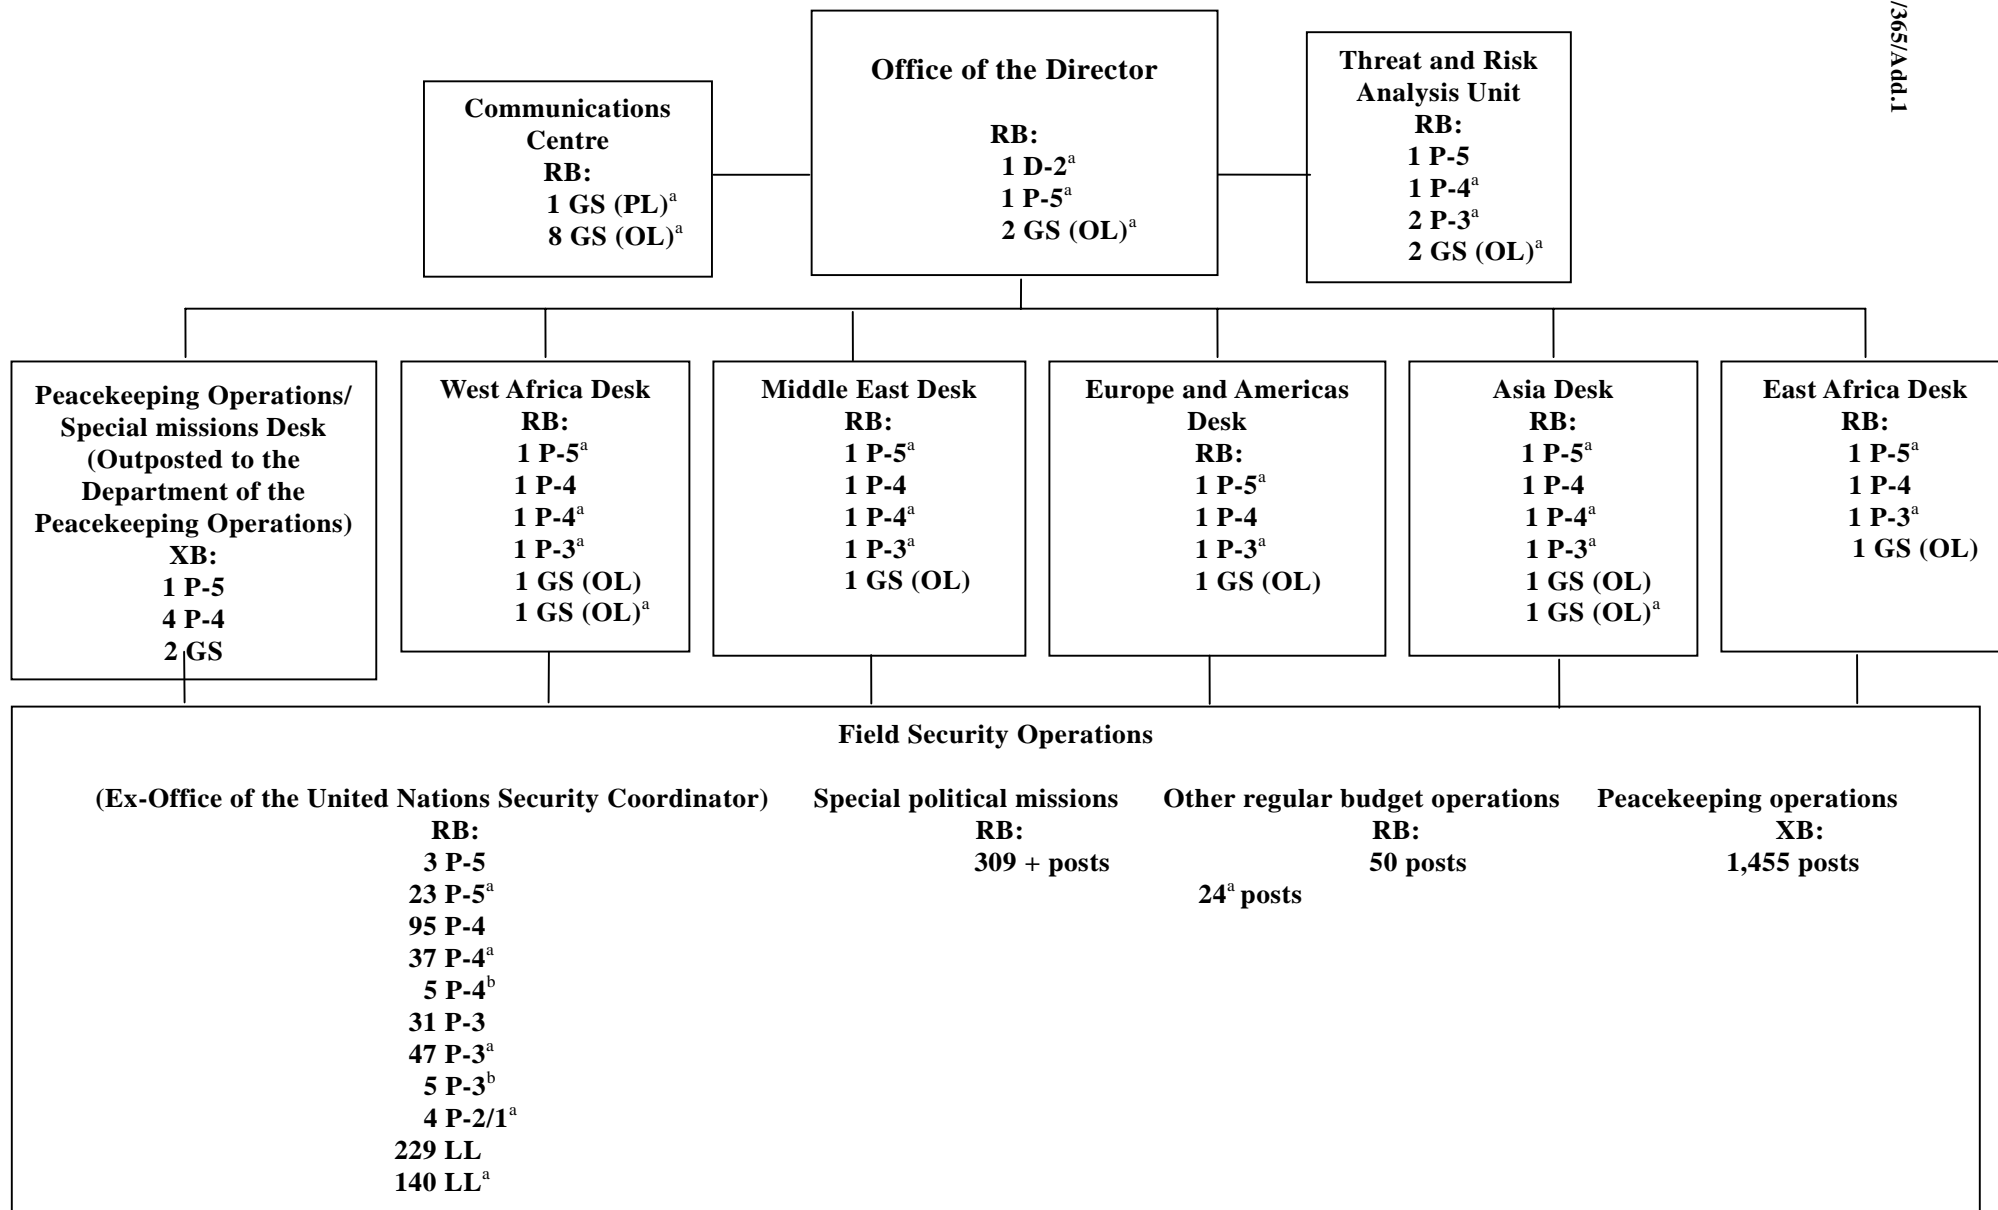 /365/Add.1
Office of the Director
RB:
1 D-2ᵃ
1 P-5ᵃ
2 GS (OL)ᵃ
Communications
Centre
RB:
1 GS (PL)ᵃ
8 GS (OL)ᵃ
Threat and Risk
Analysis Unit
RB:
1 P-5
1 P-4ᵃ
2 P-3ᵃ
2 GS (OL)ᵃ
Peacekeeping Operations/
Special missions Desk
(Outposted to the
Department of the
Peacekeeping Operations)
XB:
1 P-5
4 P-4
2 GS
West Africa Desk
RB:
1 P-5ᵃ
1 P-4
1 P-4ᵃ
1 P-3ᵃ
1 GS (OL)
1 GS (OL)ᵃ
Middle East Desk
RB:
1 P-5ᵃ
1 P-4
1 P-4ᵃ
1 P-3ᵃ
1 GS (OL)
Europe and Americas
Desk
RB:
1 P-5ᵃ
1 P-4
1 P-3ᵃ
1 GS (OL)
Asia Desk
RB:
1 P-5ᵃ
1 P-4
1 P-4ᵃ
1 P-3ᵃ
1 GS (OL)
1 GS (OL)ᵃ
East Africa Desk
RB:
1 P-5ᵃ
1 P-4
1 P-3ᵃ
1 GS (OL)
Field Security Operations
(Ex-Office of the United Nations Security Coordinator)
RB:
3 P-5
23 P-5ᵃ
95 P-4
37 P-4ᵃ
5 P-4ᵇ
31 P-3
47 P-3ᵃ
5 P-3ᵇ
4 P-2/1ᵃ
229 LL
140 LLᵃ
Special political missions
RB:
309 + posts
Other regular budget operations
RB:
50 posts
24ᵃ posts
Peacekeeping operations
XB:
1,455 posts